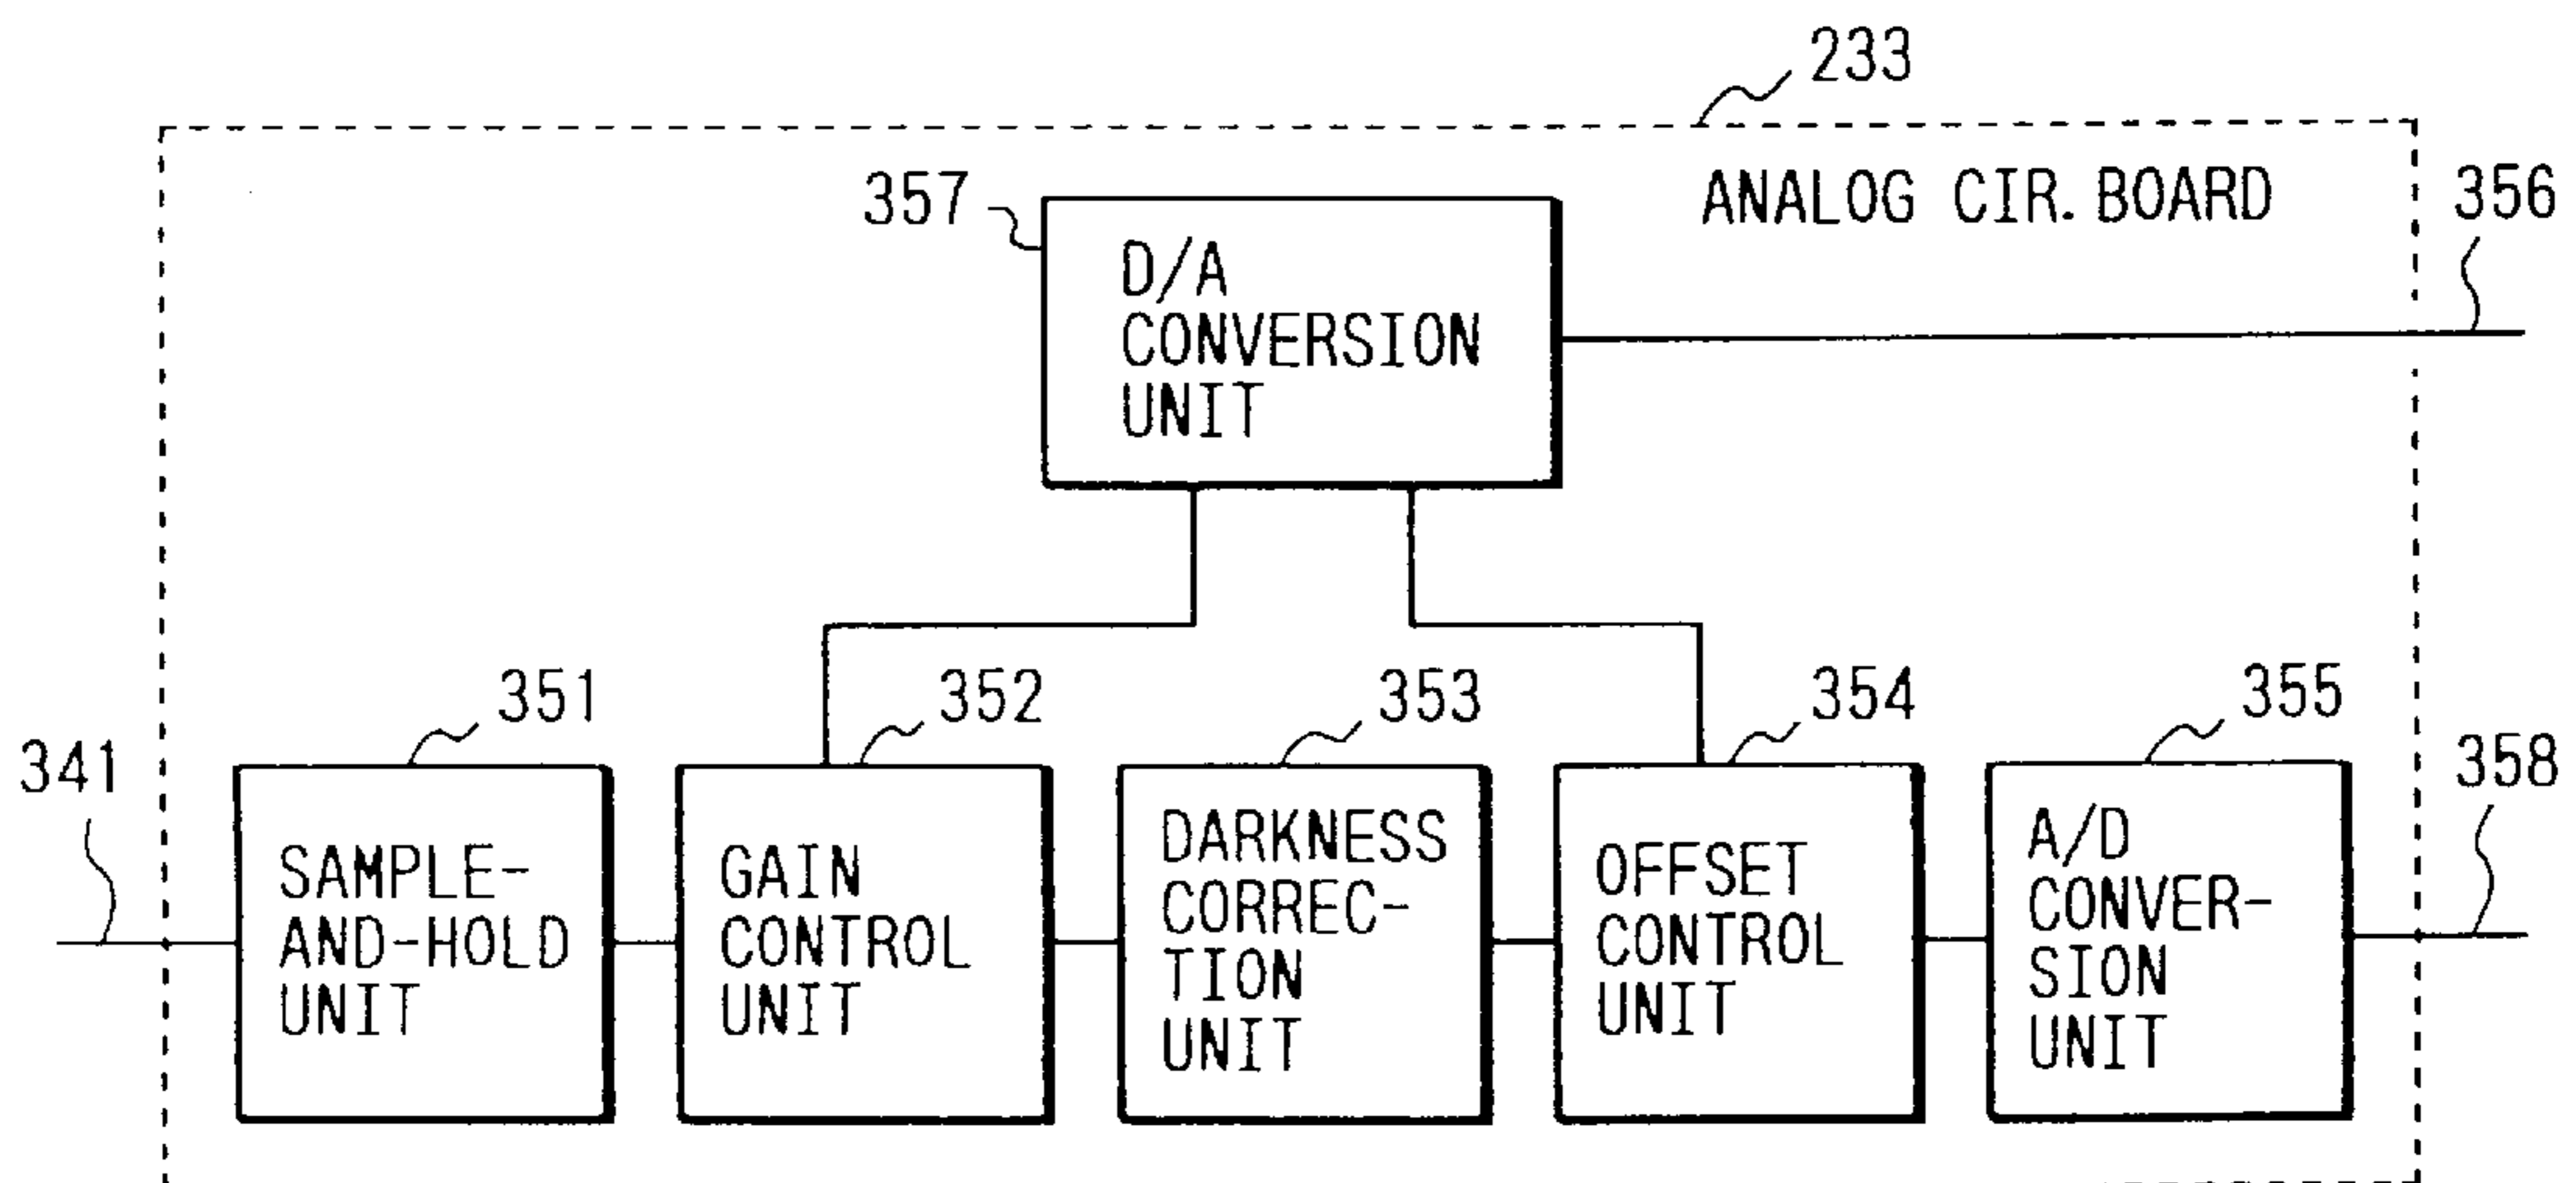 233
ANALOG CIR. BOARD
356
357
D/A
CONVERSION
UNIT
341
351
SAMPLE-
AND-HOLD
UNIT
352
GAIN
CONTROL
UNIT
353
DARKNESS
CORREC-
TION
UNIT
354
OFFSET
CONTROL
UNIT
355
A/D
CONVER-
SION
UNIT
358